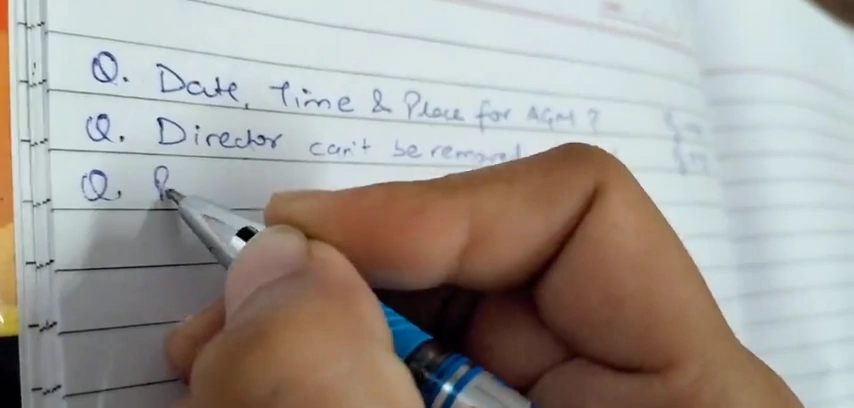 Q. Date, Time & Place for AGM ?
Q. Director can't be removed
Q.